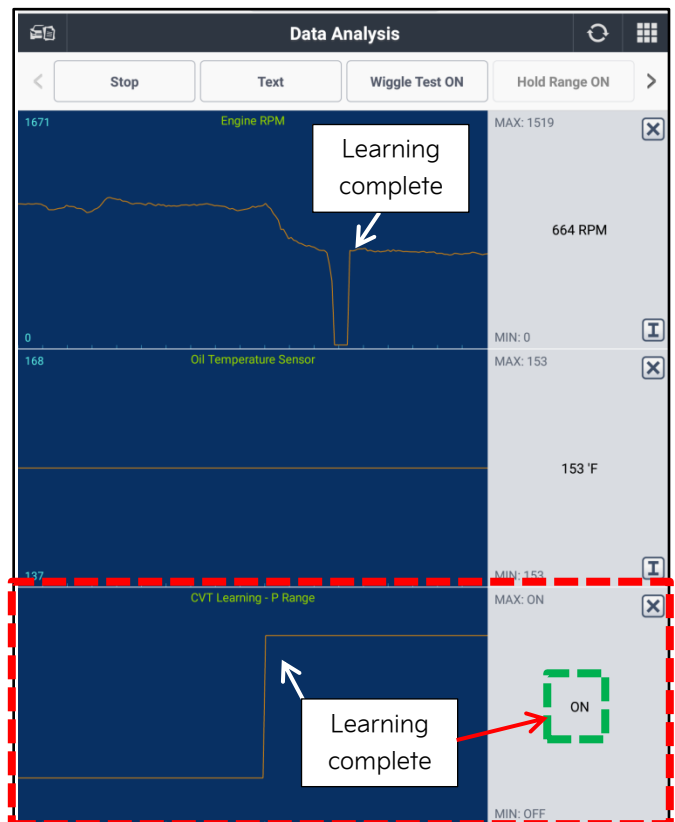 Data Analysis
Stop
Text
Wiggle Test ON
Hold Range ON
1671
Engine RPM
MAX: 1519
Learning
complete
664 RPM
0
MIN: 0
168
Oil Temperature Sensor
MAX: 153
153 'F
137
MIN: 153
CVT Learning - P Range
MAX: ON
ON
Learning
complete
MIN: OFF